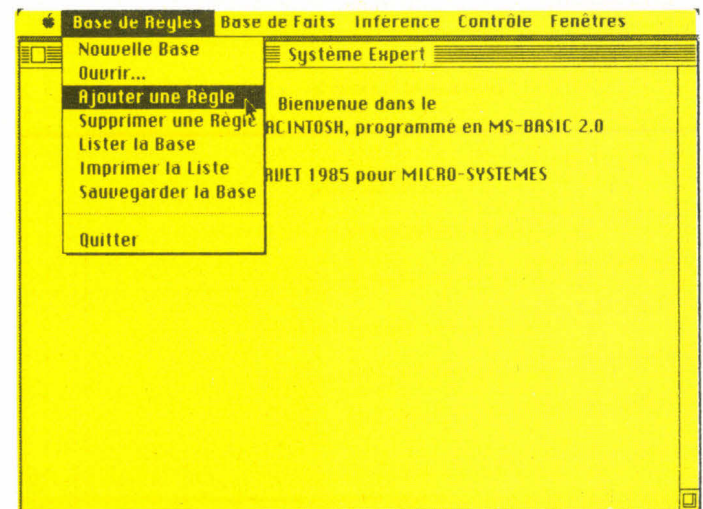 Base de Règles Base de Faits Inférence Contrôle Fenêtres
Système Expert
Nouvelle Base
Ouvrir...
Ajouter une Règle
Supprimer une Règle
Lister la Base
Imprimer la Liste
Sauvegarder la Base
Quitter
Bienvenue dans le
ACINTOSH, programmé en MS-BASIC 2.0
1985 pour MICRO-SYSTEMES